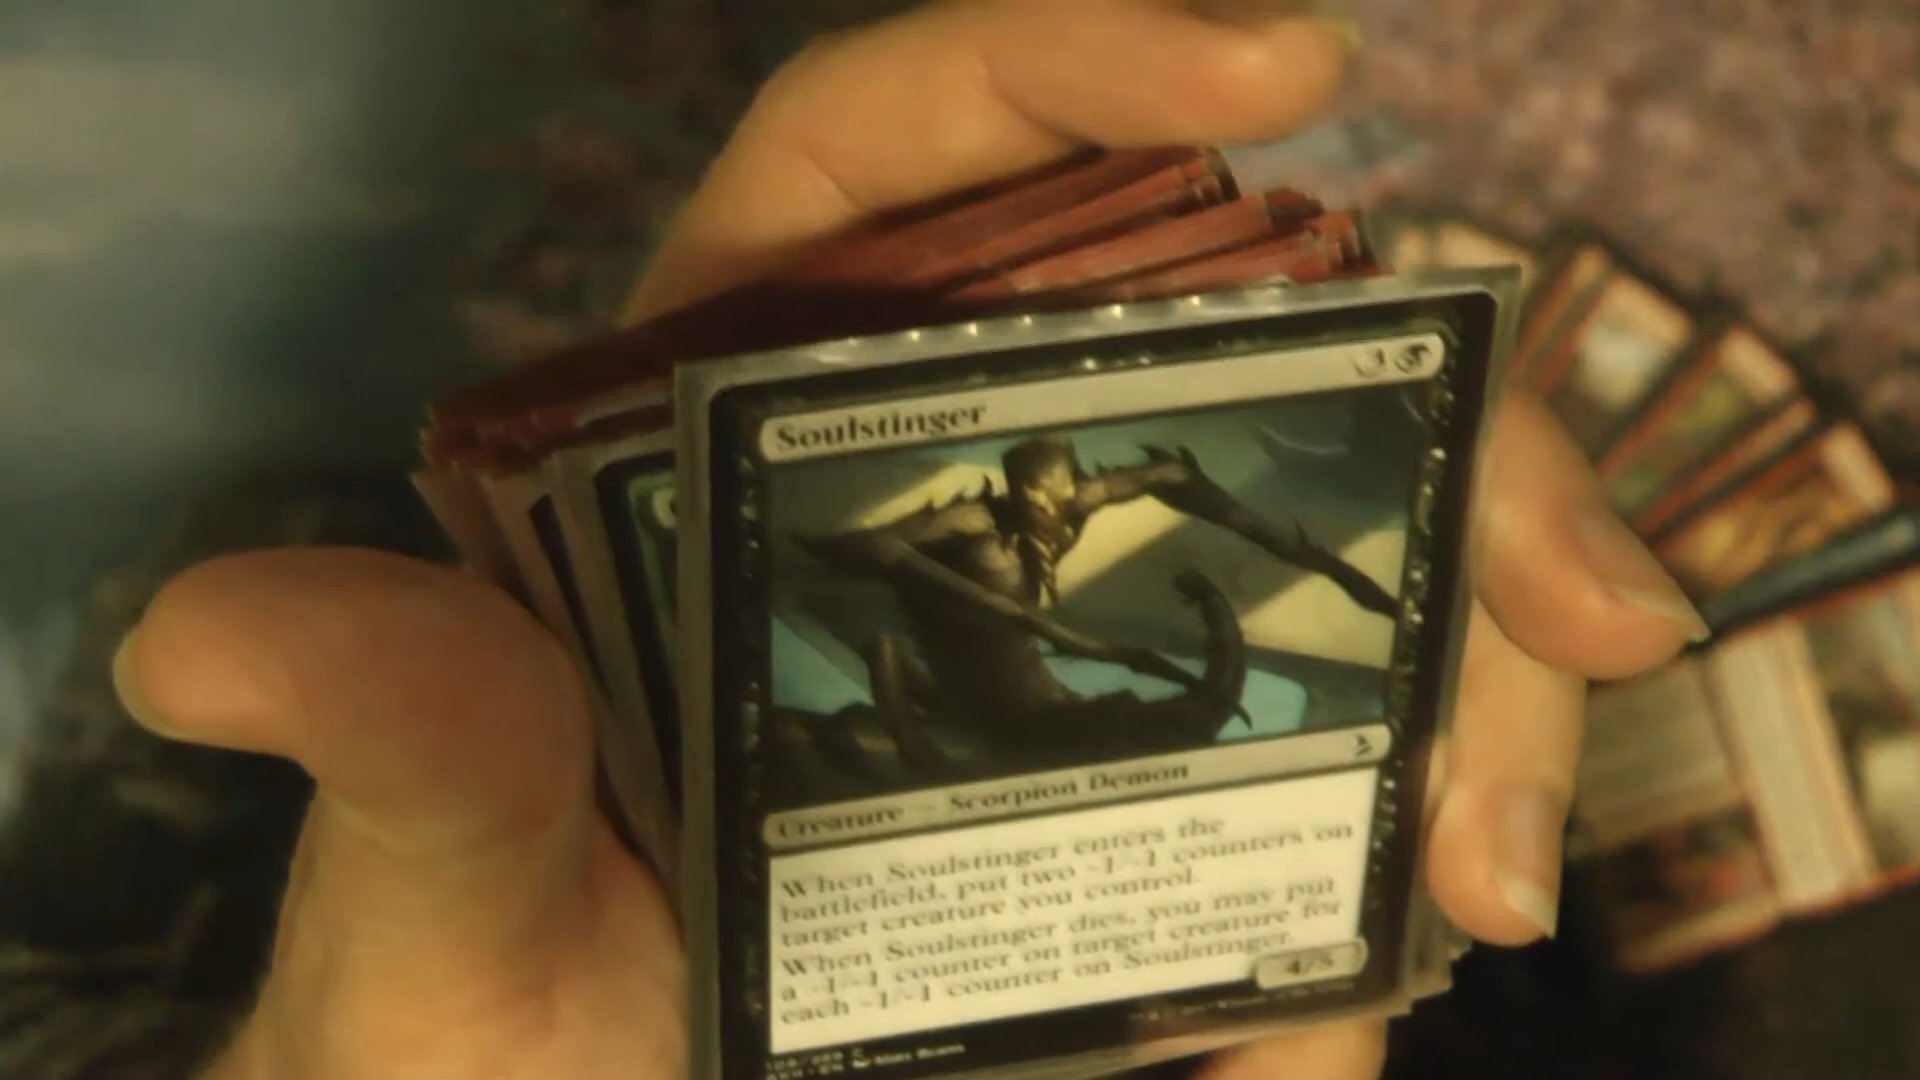 Soulstinger
3
Creature — Scorpion Demon
When Soulstinger enters the
battlefield, put two -1/-1 counters on
target creature you control.
When Soulstinger dies, you may put
a -1/-1 counter on target creature for
each -1/-1 counter on Soulstinger.
4/5